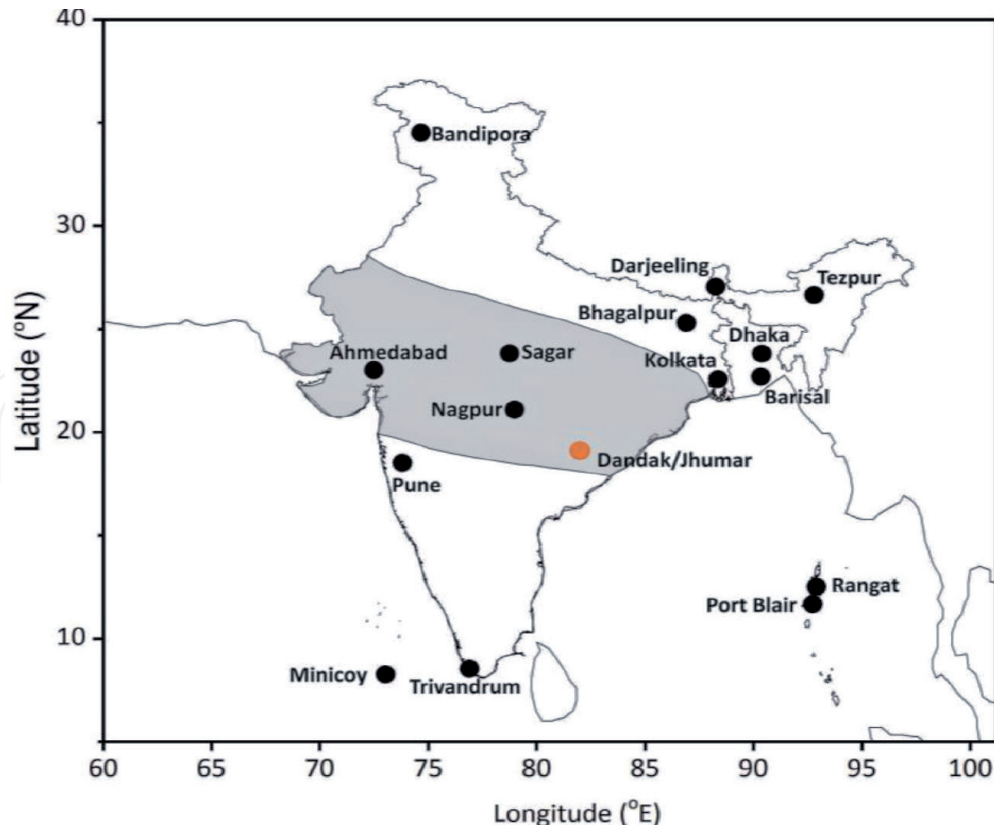 40
Bandipora
30
Darjeeling
Tezpur
Bhagalpur
Dhaka
Ahmedabad
Sagar
Kolkata
Barisal
Nagpur
20
Dandak/Jhumar
Pune
Rangat
Port Blair
10
Minicoy
Trivandrum
60 65 70 75 80 85 90 95 100
Latitude (°N)
Longitude (°E)